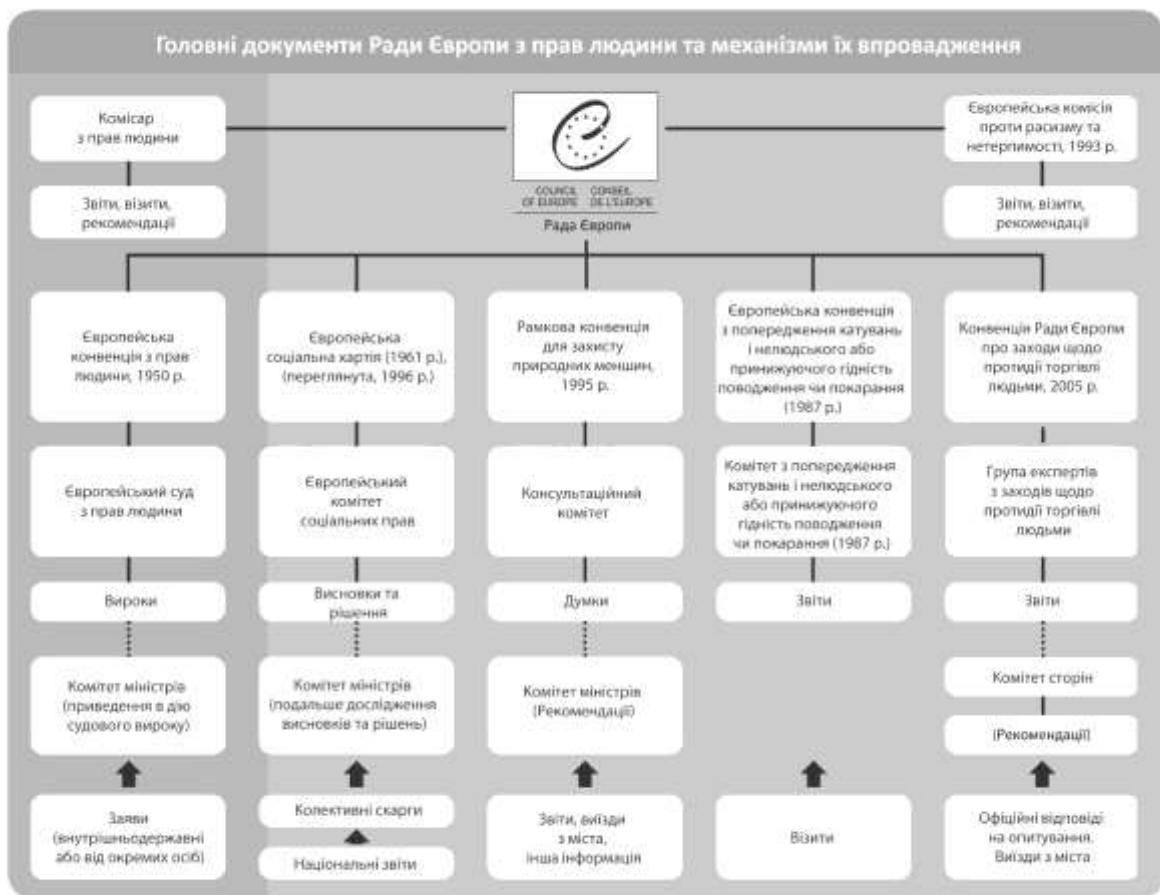 Головні документи Ради Європи з прав людини та механізми їх впровадження
Комісар
з прав людини
Звіти, візити,
рекомендації
COUNCIL OF EUROPE
CONSEIL DE L'EUROPE
Рада Європи
Європейська комісія
проти расизму та
нетерпимості, 1993 р.
Звіти, візити,
рекомендації
Європейська
конвенція з прав
людини, 1950 р.
Європейська
соціальна хартія (1961 р.),
(переглянута, 1996 р.)
Рамкова конвенція
для захисту
природних меншин,
1995 р.
Європейська конвенція
з попередження катувань
і нелюдського або
принижуючого гідність
поводження чи покарання
(1987 р.)
Конвенція Ради Європи
про заходи щодо
протидії торгівлі
людьми, 2005 р.
Європейський суд
з прав людини
Європейський
комітет
соціальних прав
Консультаційний
комітет
Комітет з попередження
катувань і нелюдського
або принижуючого
гідність поводження
чи покарання (1987 р.)
Група експертів
з заходів щодо
протидії торгівлі
людьми
Вироки
Висновки та
рішення
Думки
Звіти
Звіти
Комітет міністрів
(приведення в дію
судового вироку)
Комітет міністрів
(подальше дослідження
висновків та рішень)
Комітет міністрів
(Рекомендації)
Комітет сторін
(Рекомендації)
Заяви
(внутрішньодержавні
або від окремих осіб)
Колективні скарги
Національні звіти
Звіти, виїзди
з міста,
інша інформація
Візити
Офіційні відповіді
на опитування.
Виїзди з міста